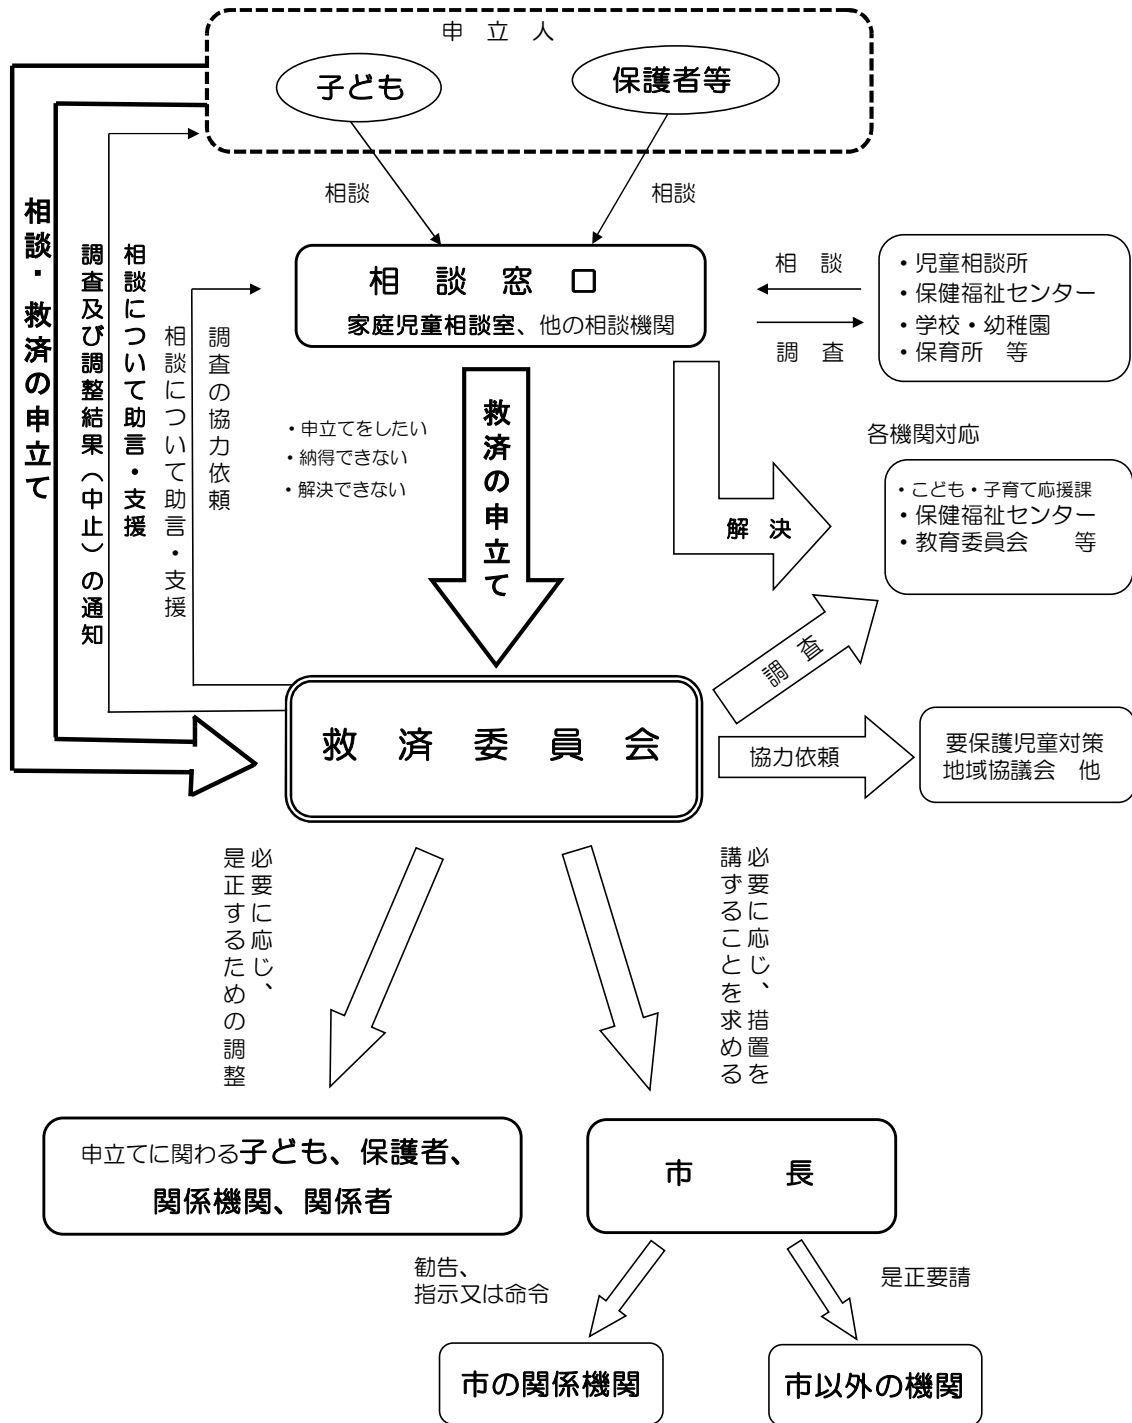 申 立 人
子ども
保護者等
相談
相談
相談・救済の申立て
調査及び調整結果（中止）の通知
相談について助言・支援
相談について助言・支援
調査の協力依頼
相 談 窓 口
家庭児童相談室、他の相談機関
相 談
調 査
・児童相談所
・保健福祉センター
・学校・幼稚園
・保育所 等
・申立てをしたい
・納得できない
・解決できない
救済の申立て
解 決
各機関対応
・こども・子育て応援課
・保健福祉センター
・教育委員会 等
調 査
救 済 委 員 会
協力依頼
要保護児童対策
地域協議会 他
必要に応じ、
是正するための調整
必要に応じ、措置を
講ずることを求める
申立てに関わる子ども、保護者、
関係機関、関係者
市 長
勧告、
指示又は命令
是正要請
市の関係機関
市以外の機関